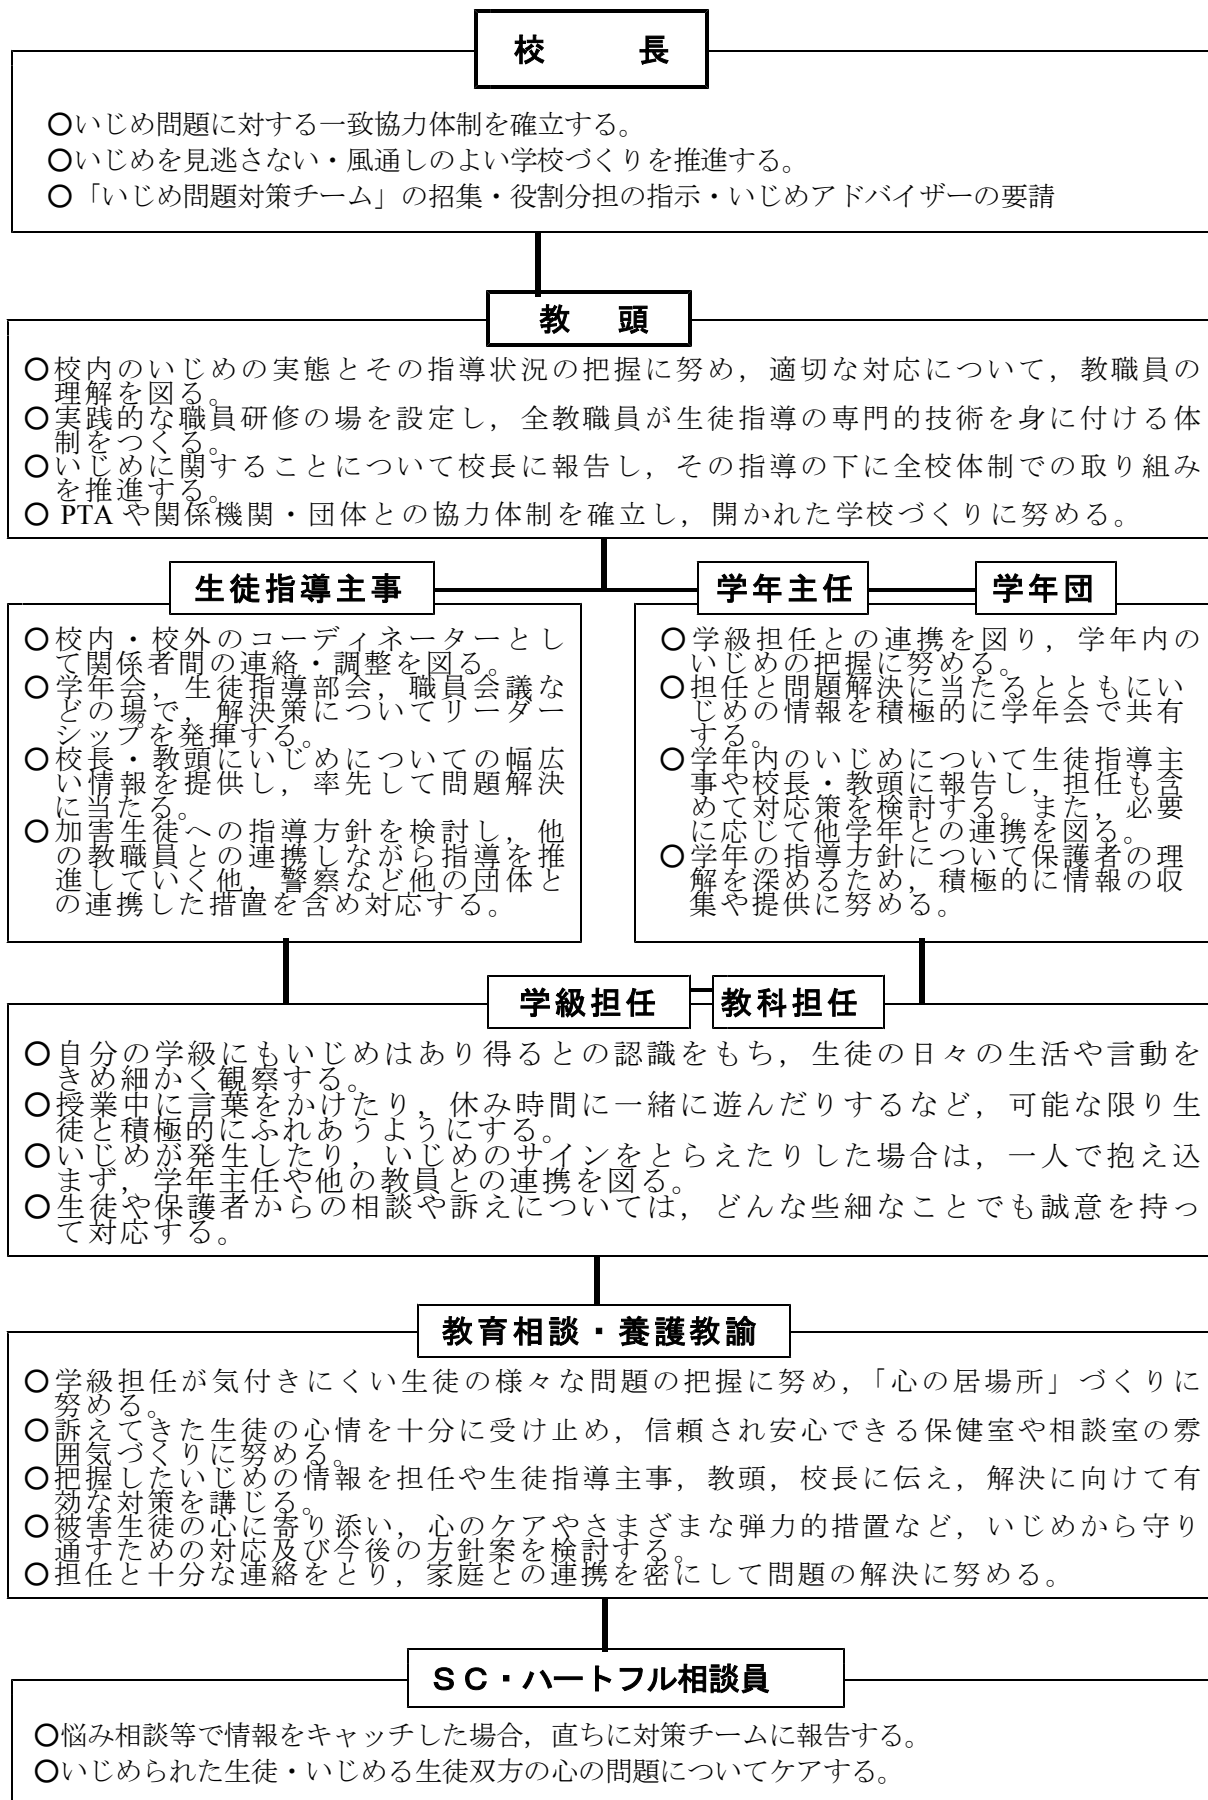 校　　　長
〇いじめ問題に対する一致協力体制を確立する。
〇いじめを見逃さない・風通しのよい学校づくりを推進する。
〇「いじめ問題対策チーム」の招集・役割分担の指示・いじめアドバイザーの要請
教　頭
〇校内のいじめの実態とその指導状況の把握に努め，適切な対応について，教職員の
理解を図る。
〇実践的な職員研修の場を設定し，全教職員が生徒指導の専門的技術を身に付ける体
制をつくる。
〇いじめに関することについて校長に報告し，その指導の下に全校体制での取り組み
を推進する。
〇 PTA や関係機関・団体との協力体制を確立し，開かれた学校づくりに努める。
生徒指導主事
〇校内・校外のコーディネーターとし
て関係者間の連絡・調整を図る。
〇学年会，生徒指導部会，職員会議な
どの場で，解決策についてリーダー
シップを発揮する。
〇校長・教頭にいじめについての幅広
い情報を提供し，率先して問題解決
に当たる。
〇加害生徒への指導方針を検討し，他
の教職員との連携しながら指導を推
進していく他，警察など他の団体と
の連携した措置を含め対応する。
学年主任
学年団
〇学級担任との連携を図り，学年内の
いじめの把握に努める。
〇担任と問題解決に当たるとともにい
じめの情報を積極的に学年会で共有
する。
〇学年内のいじめについて生徒指導主
事や校長・教頭に報告し，担任も含
めて対応策を検討する。また，必要
に応じて他学年との連携を図る。
〇学年の指導方針について保護者の理
解を深めるため，積極的に情報の収
集や提供に努める。
学級担任
教科担任
〇自分の学級にもいじめはあり得るとの認識をもち，生徒の日々の生活や言動を
きめ細かく観察する。
〇授業中に言葉をかけたり，休み時間に一緒に遊んだりするなど，可能な限り生
徒と積極的にふれあうようにする。
〇いじめが発生したり，いじめのサインをとらえたりした場合は，一人で抱え込
まず，学年主任や他の教員との連携を図る。
〇生徒や保護者からの相談や訴えについては，どんな些細なことでも誠意を持っ
て対応する。
教育相談・養護教諭
〇学級担任が気付きにくい生徒の様々な問題の把握に努め，「心の居場所」づくりに
努める。
〇訴えてきた生徒の心情を十分に受け止め，信頼され安心できる保健室や相談室の雰
囲気づくりに努める。
〇把握したいじめの情報を担任や生徒指導主事，教頭，校長に伝え，解決に向けて有
効な対策を講じる。
〇被害生徒の心に寄り添い，心のケアやさまざまな弾力的措置など，いじめから守り
通すための対応及び今後の方針案を検討する。
〇担任と十分な連絡をとり，家庭との連携を密にして問題の解決に努める。
ＳＣ・ハートフル相談員
〇悩み相談等で情報をキャッチした場合，直ちに対策チームに報告する。
〇いじめられた生徒・いじめる生徒双方の心の問題についてケアする。